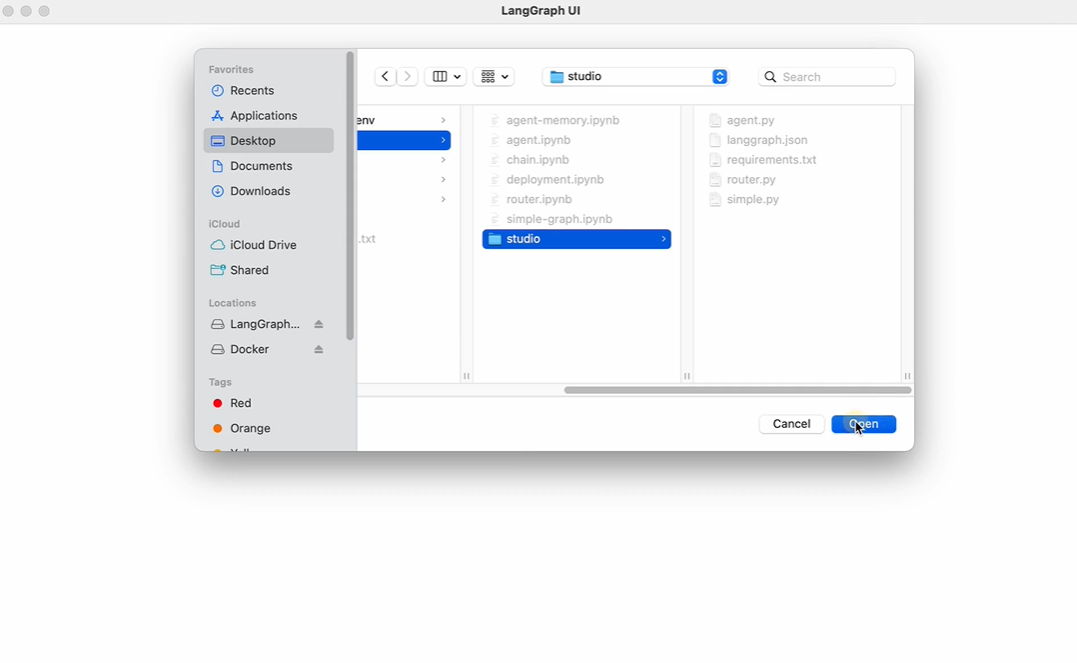 LangGraph UI
Favorites
Recents
Applications
Desktop
Documents
Downloads
iCloud
iCloud Drive
Shared
Locations
LangGraph...
Docker
Tags
Red
Orange
studio
Search
env
.txt
agent-memory.ipynb
agent.ipynb
chain.ipynb
deployment.ipynb
router.ipynb
simple-graph.ipynb
studio
agent.py
langgraph.json
requirements.txt
router.py
simple.py
Cancel
Open